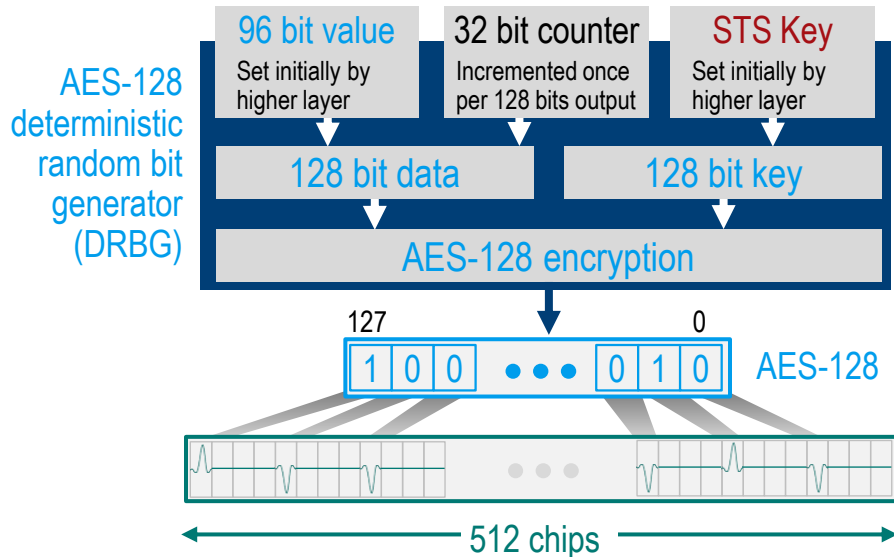 96 bit value
Set initially by
higher layer
32 bit counter
Incremented once
per 128 bits output
STS Key
Set initially by
higher layer
AES-128
deterministic
random bit
generator
(DRBG)
128 bit data
128 bit key
AES-128 encryption
127
0
1 0 0 ●●● 0 1 0
AES-128
512 chips